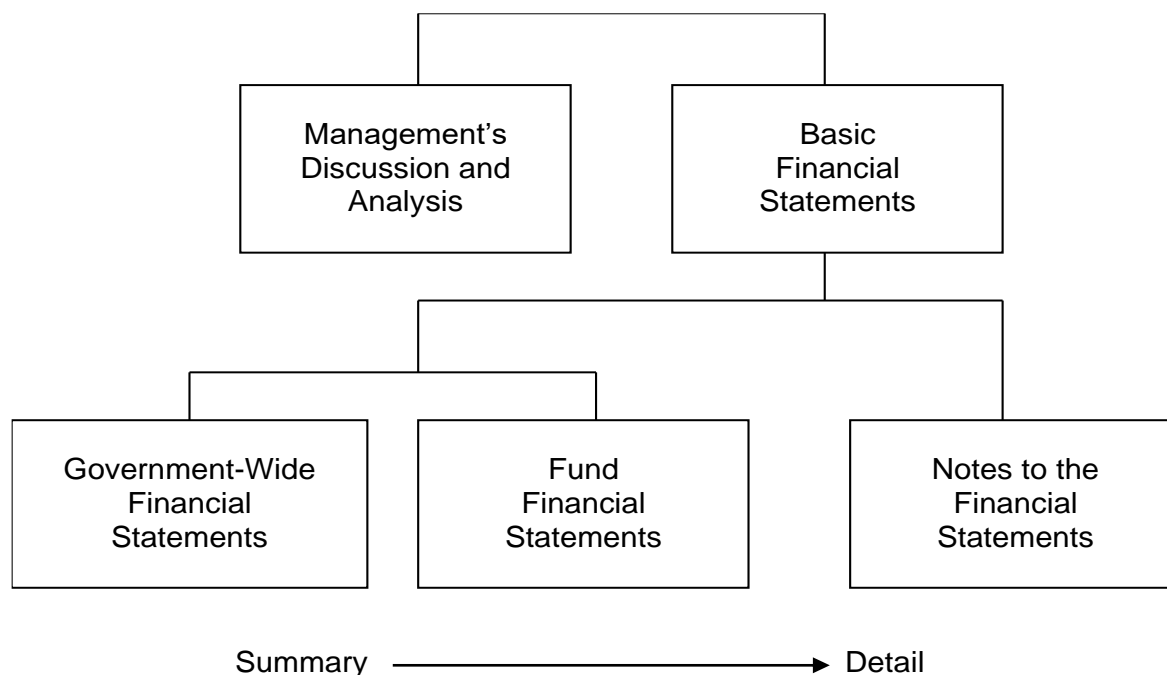 Management’s
Discussion and
Analysis
Basic
Financial
Statements
Government-Wide
Financial
Statements
Fund
Financial
Statements
Notes to the
Financial
Statements
Summary
Detail